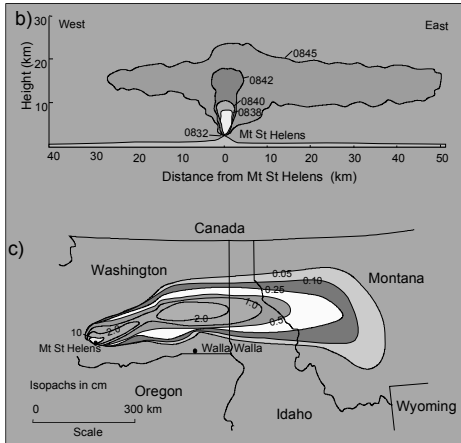 b)
West
East
Height (km)
30
20
10
0845
0842
0840
0838
0832
Mt St Helens
40 30 20 10 0 10 20 30 40 50
Distance from Mt St Helens (km)
c)
Canada
Washington
Montana
0.05
0.10
0.25
1.0
0.5
2.0
2.0
10
Mt St Helens
Walla Walla
Isopachs in cm
Oregon
Idaho
Wyoming
0 300 km
Scale